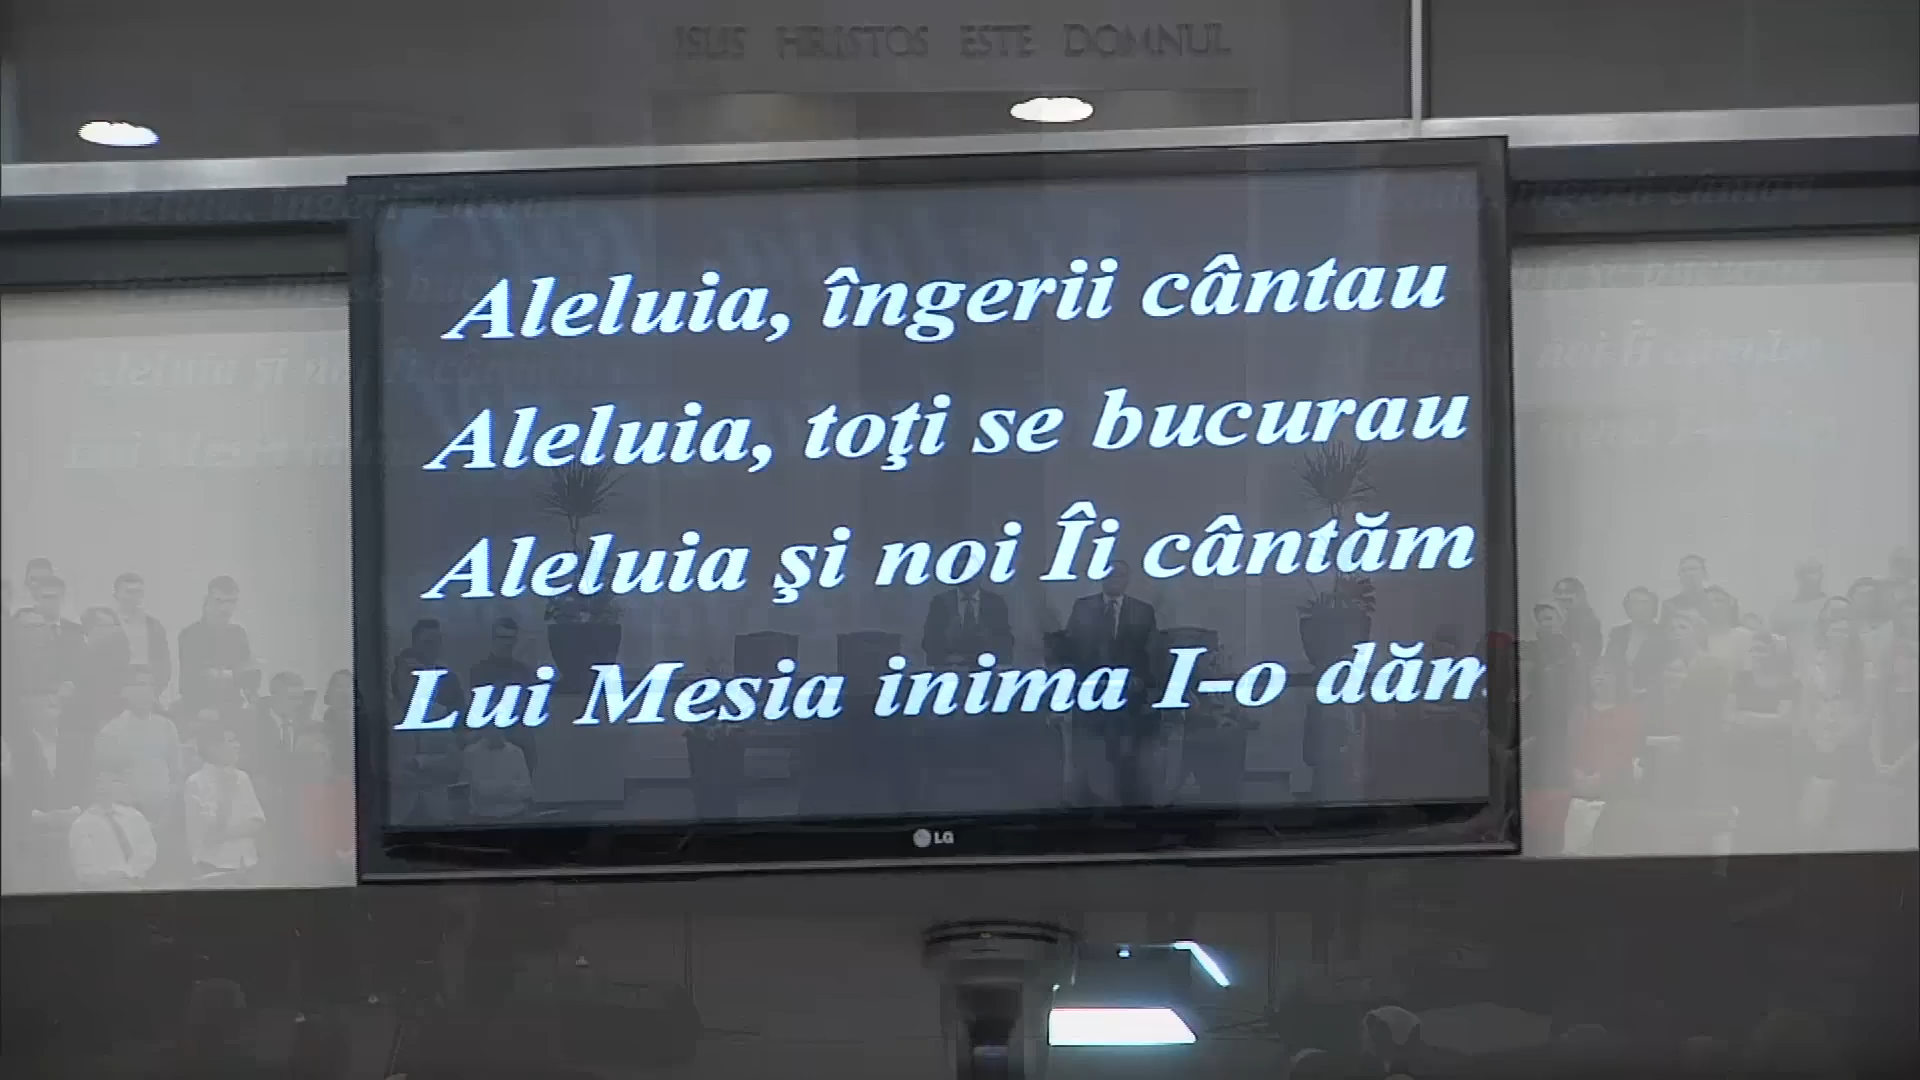 ISUS HRISTOS ESTE DOMNUL
Aleluia, îngerii cântau
Aleluia, toţi se bucurau
Aleluia şi noi Îi cântăm
Lui Mesia inima I-o dăm
LG